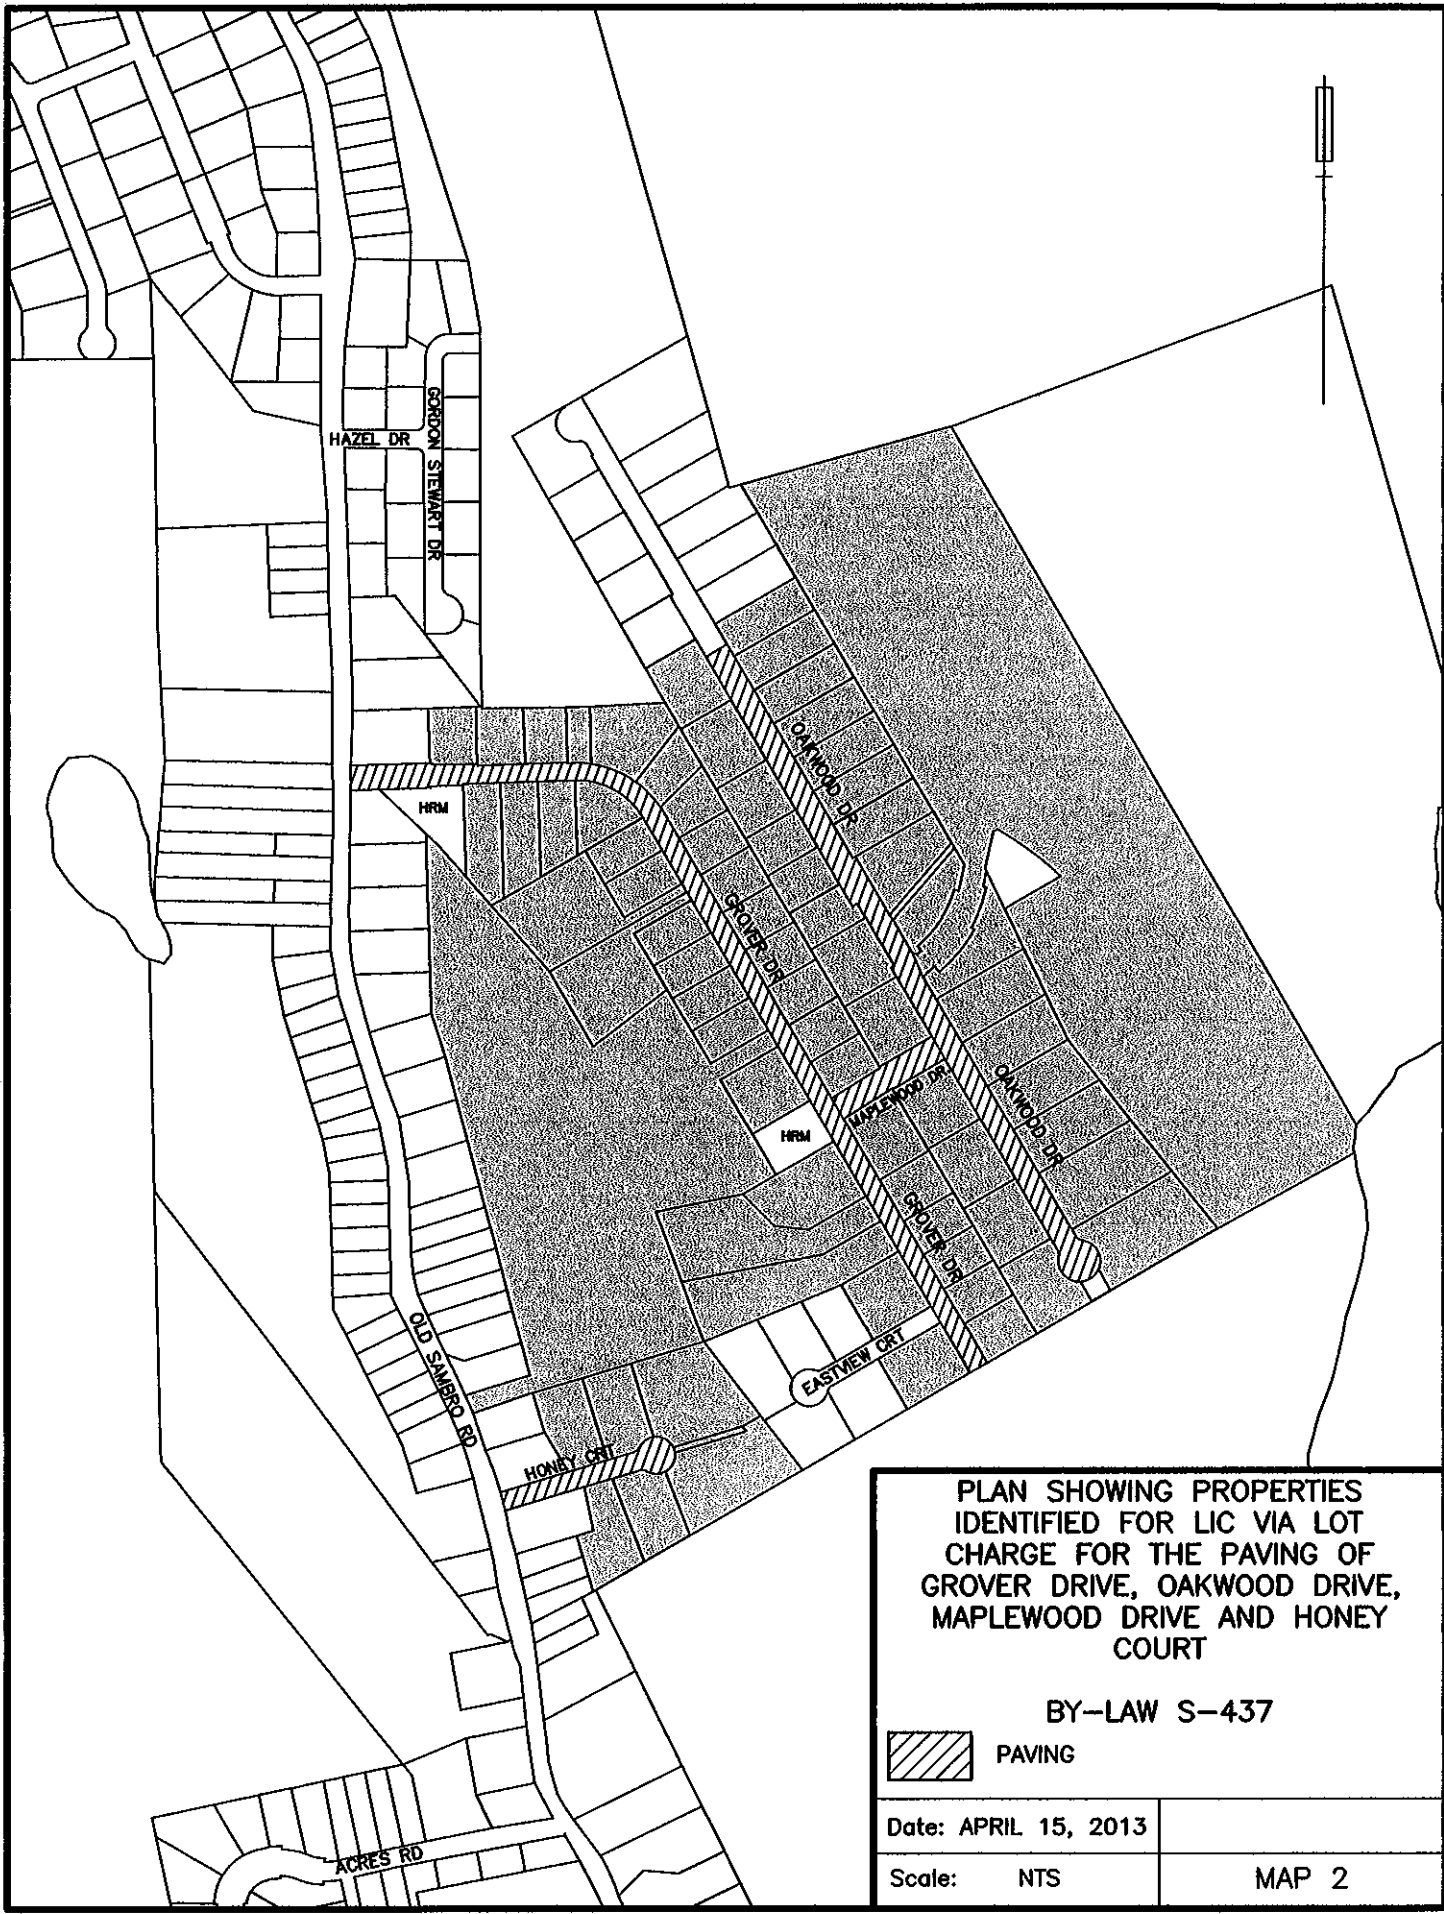 HAZEL DR
GORDON STEWART DR
OAKWOOD DR
HRM
GROVER DR
MAPLEWOOD DR.
OAKWOOD DR
HRM
GROVER DR
OLD SAMBRO RD
EASTVIEW CRT
HONEY CRT
PLAN SHOWING PROPERTIES
IDENTIFIED FOR LIC VIA LOT
CHARGE FOR THE PAVING OF
GROVER DRIVE, OAKWOOD DRIVE,
MAPLEWOOD DRIVE AND HONEY
COURT
BY-LAW S-437
PAVING
Date: APRIL 15, 2013
Scale: NTS
MAP 2
ACRES RD